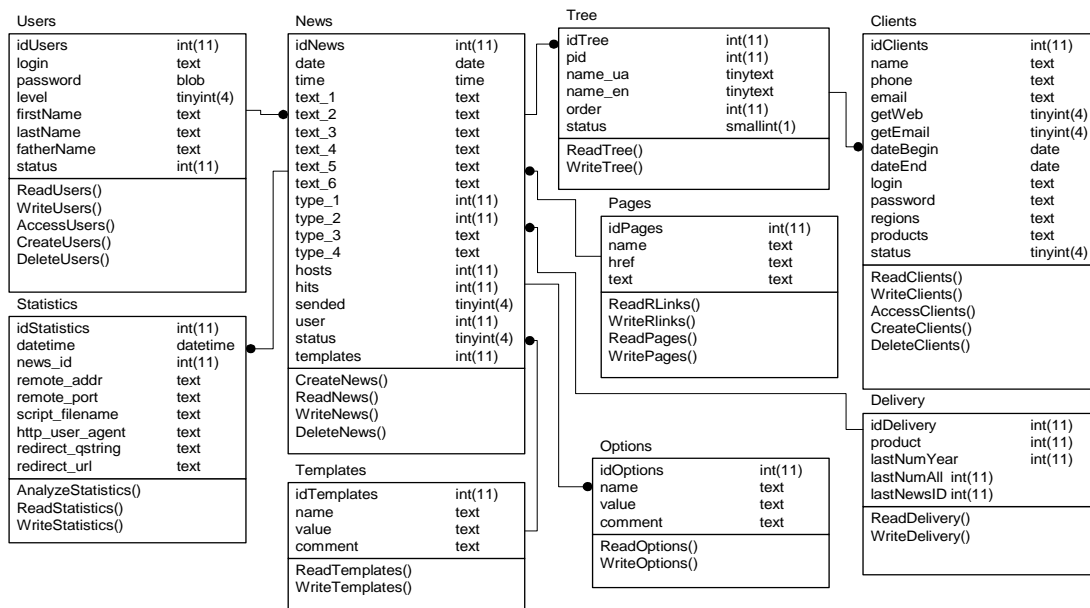 Users
idUsers int(11)
login text
password blob
level tinyint(4)
firstName text
lastName text
fatherName text
status int(11)
ReadUsers()
WriteUsers()
AccessUsers()
CreateUsers()
DeleteUsers()
Statistics
idStatistics int(11)
datetime datetime
news_id int(11)
remote_addr text
remote_port text
script_filename text
http_user_agent text
redirect_qstring text
redirect_url text
AnalyzeStatistics()
ReadStatistics()
WriteStatistics()
News
idNews int(11)
date date
time time
text_1 text
text_2 text
text_3 text
text_4 text
text_5 text
text_6 text
type_1 int(11)
type_2 int(11)
type_3 text
type_4 text
hosts int(11)
hits int(11)
sended tinyint(4)
user int(11)
status tinyint(4)
templates int(11)
CreateNews()
ReadNews()
WriteNews()
DeleteNews()
Templates
idTemplates int(11)
name text
value text
comment text
ReadTemplates()
WriteTemplates()
Tree
idTree int(11)
pid int(11)
name_ua tinytext
name_en tinytext
order int(11)
status smallint(1)
ReadTree()
WriteTree()
Pages
idPages int(11)
name text
href text
text text
ReadRLinks()
WriteRlinks()
ReadPages()
WritePages()
Options
idOptions int(11)
name text
value text
comment text
ReadOptions()
WriteOptions()
Clients
idClients int(11)
name text
phone text
email text
getWeb tinyint(4)
getEmail tinyint(4)
dateBegin date
dateEnd date
login text
password text
regions text
products text
status tinyint(4)
ReadClients()
WriteClients()
AccessClients()
CreateClients()
DeleteClients()
Delivery
idDelivery int(11)
product int(11)
lastNumYear int(11)
lastNumAll int(11)
lastNewsID int(11)
ReadDelivery()
WriteDelivery()